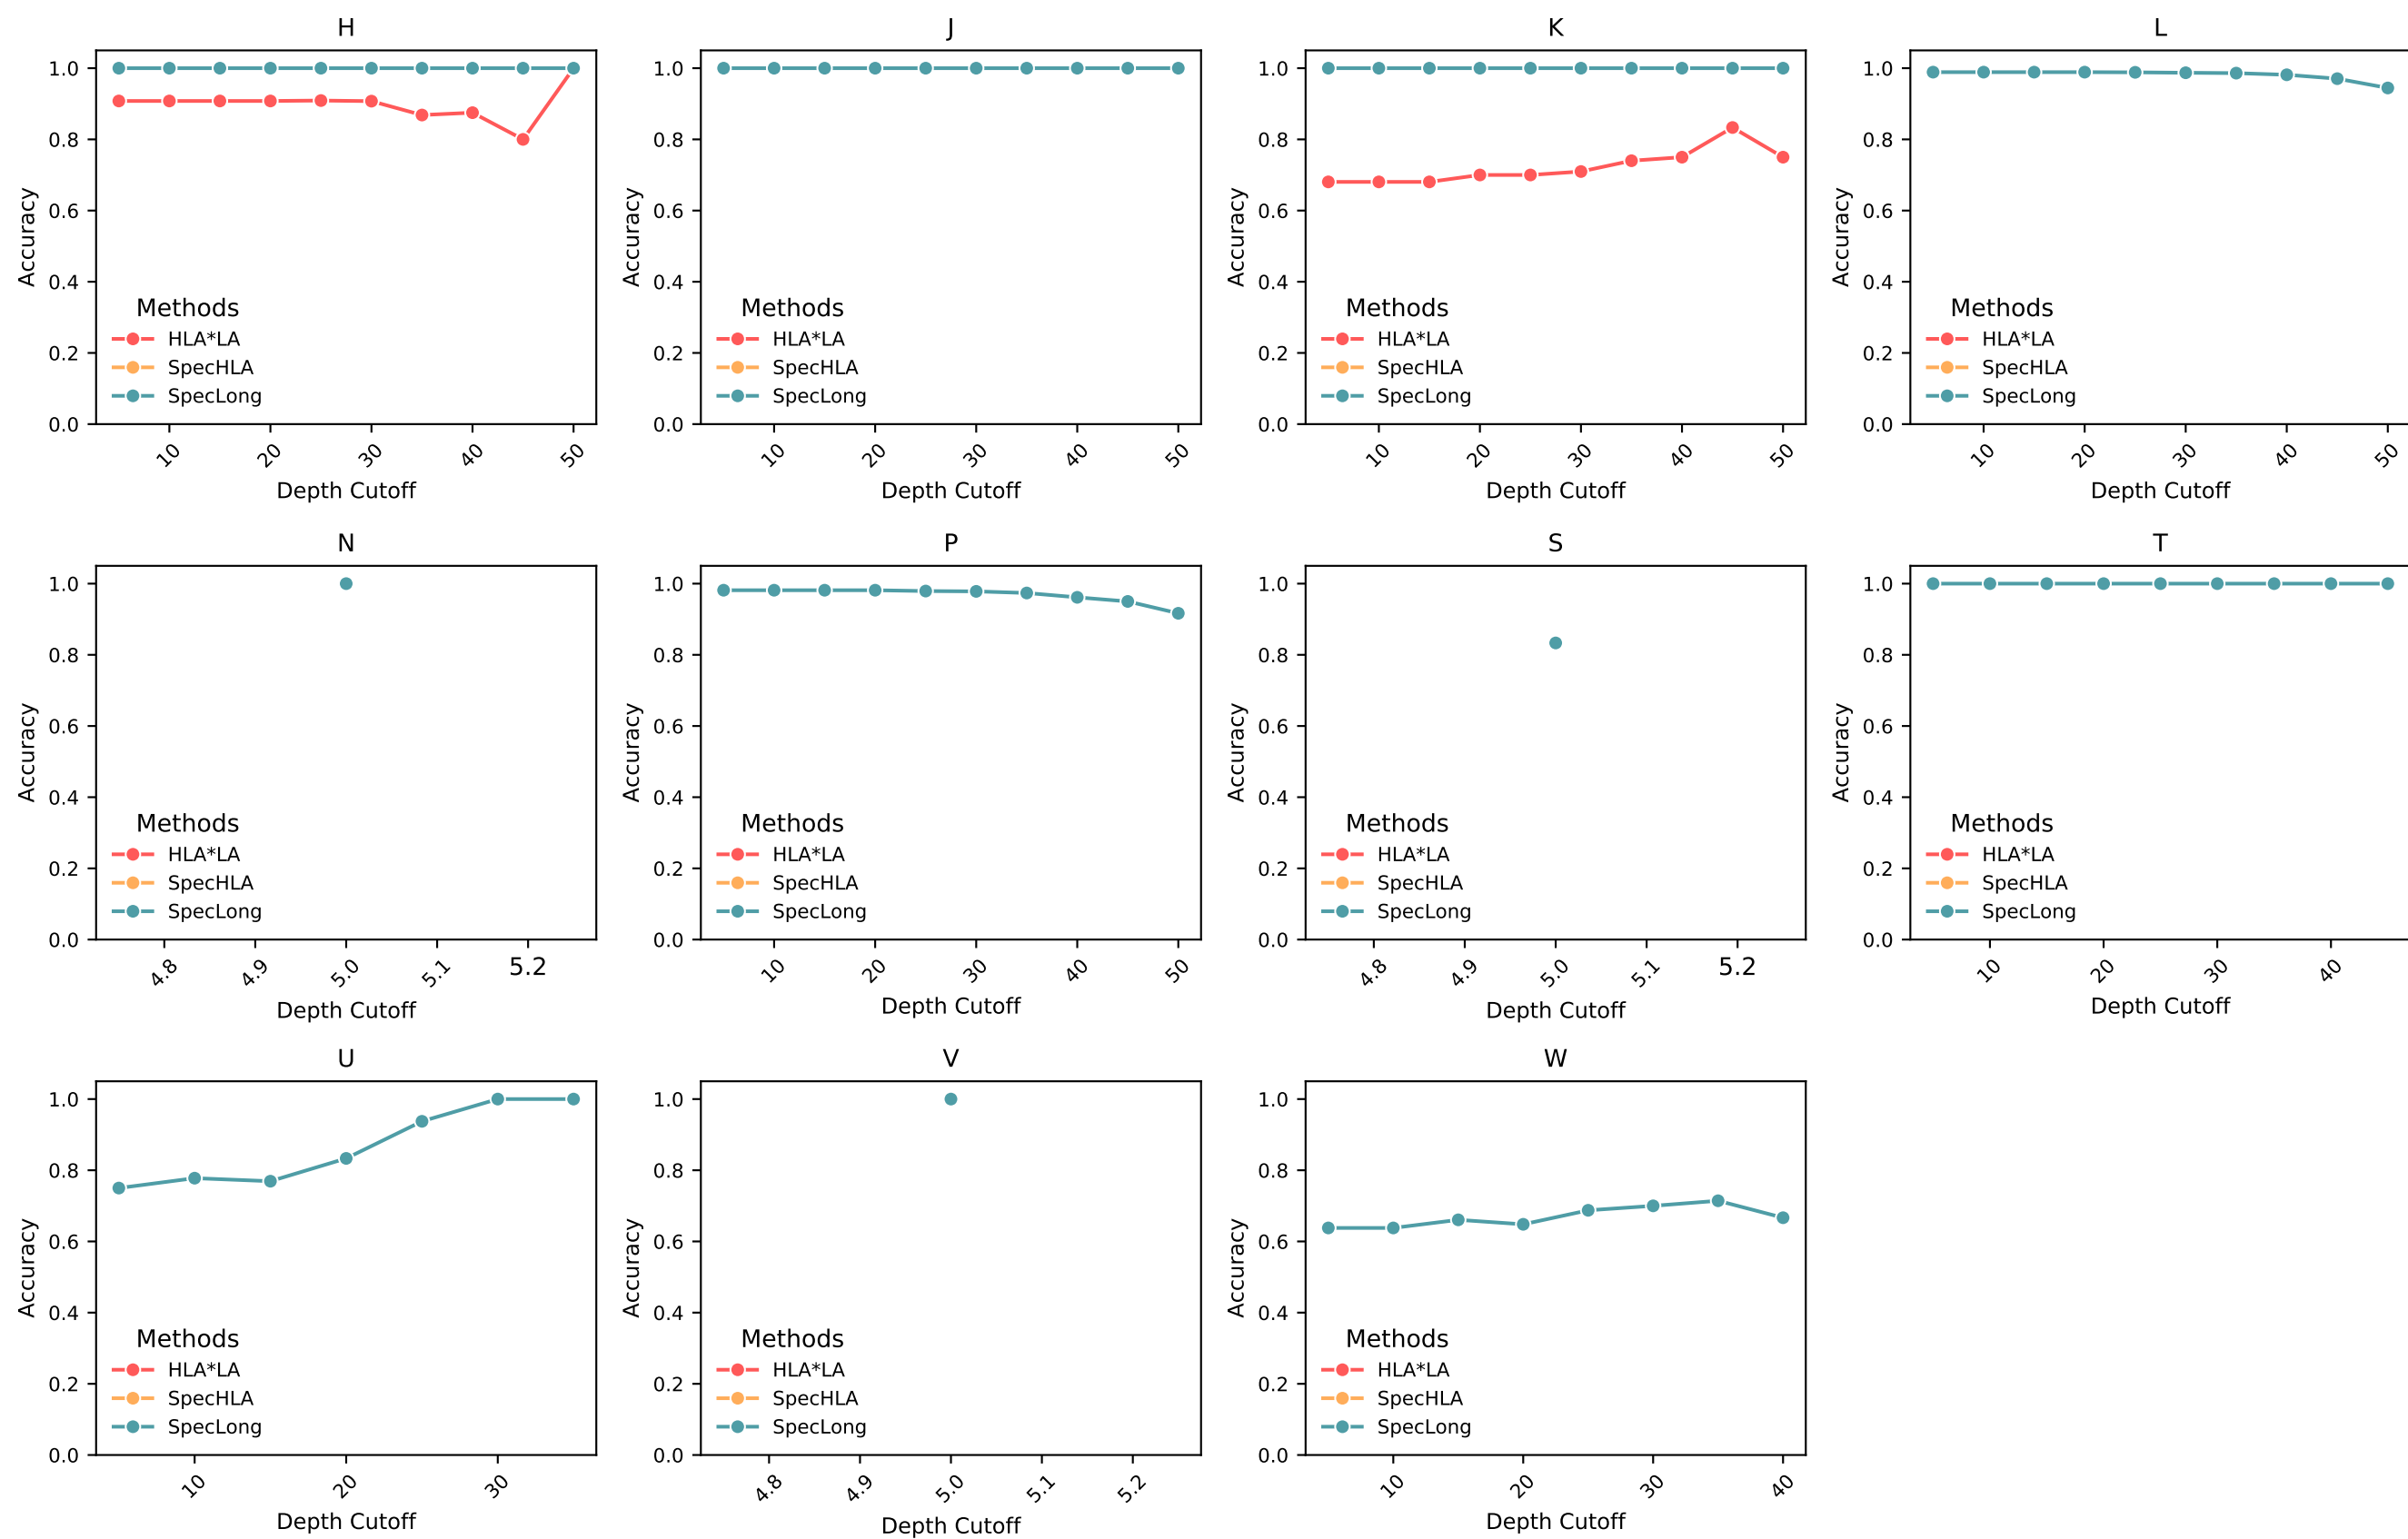 H
1.0
0.8
0.6
0.4
0.2
0.0
Accuracy
Methods
HLA*LA
SpecHLA
SpecLong
10
20
30
40
50
Depth Cutoff
J
1.0
0.8
0.6
0.4
0.2
0.0
Accuracy
Methods
HLA*LA
SpecHLA
SpecLong
10
20
30
40
50
Depth Cutoff
K
1.0
0.8
0.6
0.4
0.2
0.0
Accuracy
Methods
HLA*LA
SpecHLA
SpecLong
10
20
30
40
50
Depth Cutoff
L
1.0
0.8
0.6
0.4
0.2
0.0
Accuracy
Methods
HLA*LA
SpecHLA
SpecLong
10
20
30
40
50
Depth Cutoff
N
1.0
0.8
0.6
0.4
0.2
0.0
Accuracy
Methods
HLA*LA
SpecHLA
SpecLong
4.8
4.9
5.0
5.1
5.2
Depth Cutoff
P
1.0
0.8
0.6
0.4
0.2
0.0
Accuracy
Methods
HLA*LA
SpecHLA
SpecLong
10
20
30
40
50
Depth Cutoff
S
1.0
0.8
0.6
0.4
0.2
0.0
Accuracy
Methods
HLA*LA
SpecHLA
SpecLong
4.8
4.9
5.0
5.1
5.2
Depth Cutoff
T
1.0
0.8
0.6
0.4
0.2
0.0
Accuracy
Methods
HLA*LA
SpecHLA
SpecLong
10
20
30
40
Depth Cutoff
U
1.0
0.8
0.6
0.4
0.2
0.0
Accuracy
Methods
HLA*LA
SpecHLA
SpecLong
10
20
30
Depth Cutoff
V
1.0
0.8
0.6
0.4
0.2
0.0
Accuracy
Methods
HLA*LA
SpecHLA
SpecLong
4.8
4.9
5.0
5.1
5.2
Depth Cutoff
W
1.0
0.8
0.6
0.4
0.2
0.0
Accuracy
Methods
HLA*LA
SpecHLA
SpecLong
10
20
30
40
Depth Cutoff